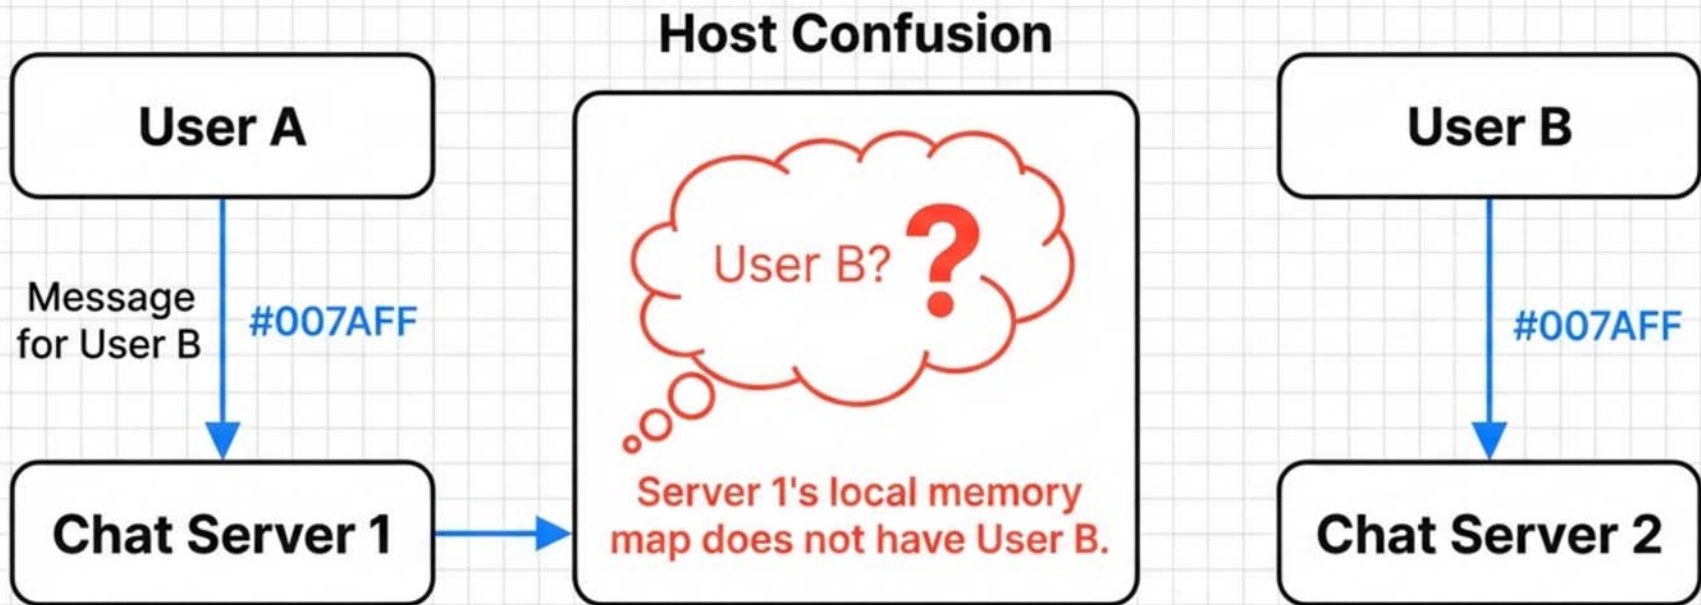 Host Confusion
User A
User B
User B?
?
Message
for User B
#007AFF
#007AFF
Server 1's local memory
map does not have User B.
Chat Server 1
Chat Server 2